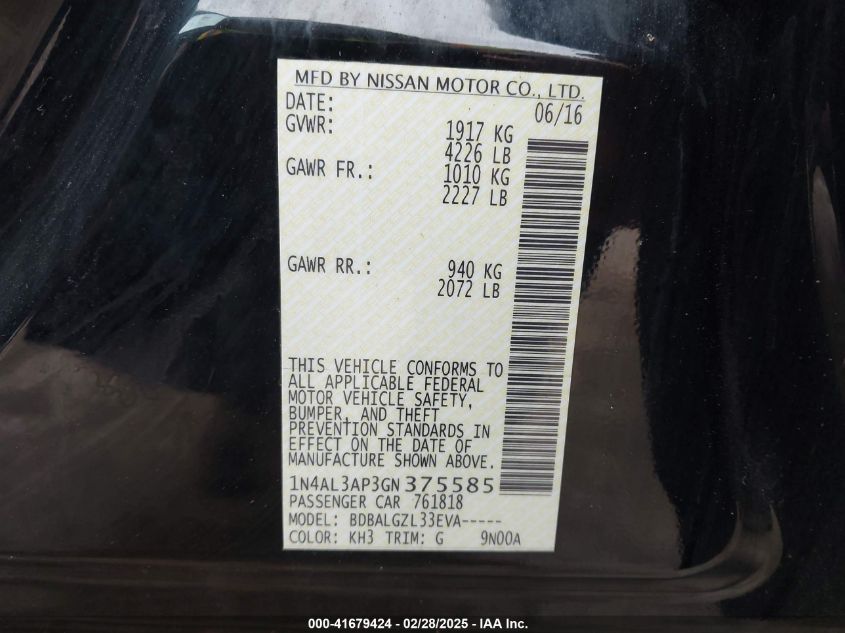 MFD BY NISSAN MOTOR CO., LTD.
DATE: 06/16
GVWR: 1917 KG
4226 LB
GAWR FR.: 1010 KG
2227 LB
GAWR RR.: 940 KG
2072 LB
THIS VEHICLE CONFORMS TO
ALL APPLICABLE FEDERAL
MOTOR VEHICLE SAFETY,
BUMPER, AND THEFT
PREVENTION STANDARDS IN
EFFECT ON THE DATE OF
MANUFACTURE SHOWN ABOVE.
1N4AL3AP3GN375585
PASSENGER CAR 761818
MODEL: BDBALGZL33EVA-----
COLOR: KH3 TRIM: G 9N00A
000-41679424 - 02/28/2025 - IAA Inc.